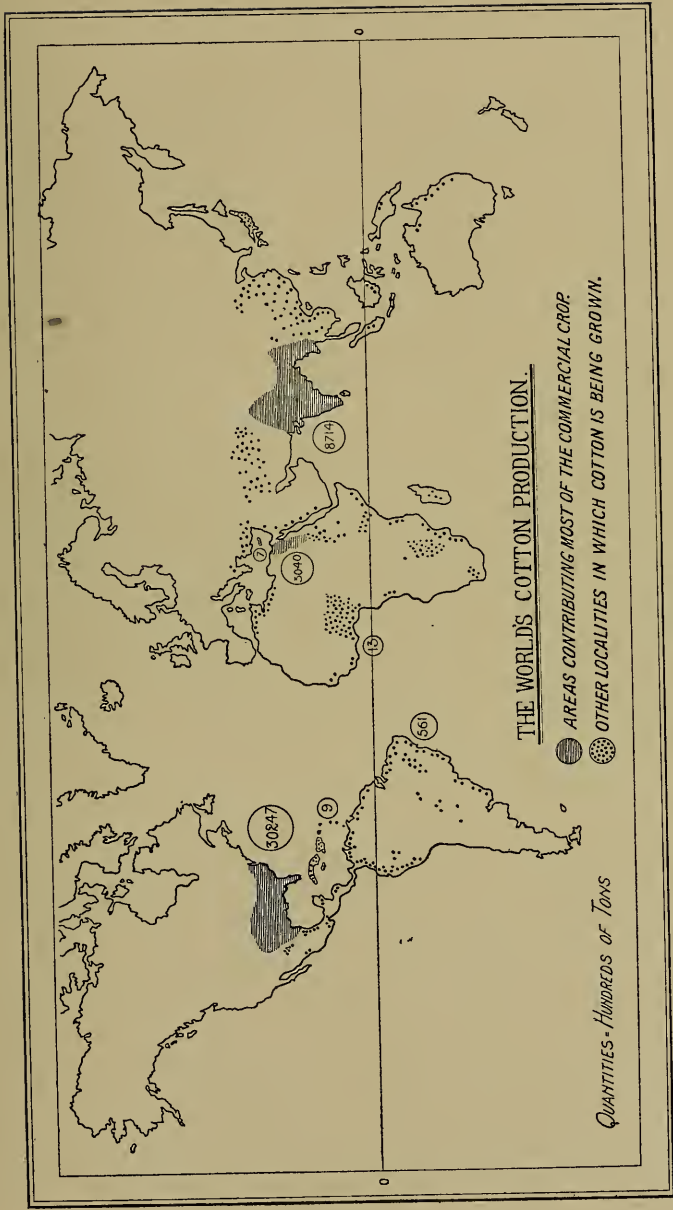 THE WORLD'S COTTON PRODUCTION.
AREAS CONTRIBUTING MOST OF THE COMMERCIAL CROP.
OTHER LOCALITIES IN WHICH COTTON IS BEING GROWN.
QUANTITIES = HUNDREDS OF TONS
30247
9
561
13
3040
7
8714
0
0